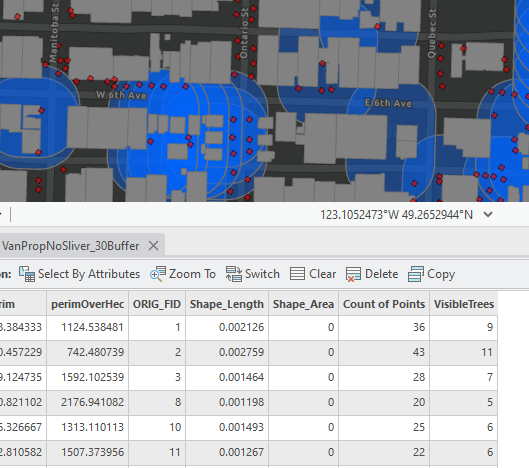 Manitoba St
Ontario St
Quebec St
W 6th Ave
E 6th Ave
123.1052473°W 49.2652944°N
VanPropNoSliver_30Buffer
Select By Attributes Zoom To Switch Clear Delete Copy
perimOverHec ORIG_FID Shape_Length Shape_Area Count of Points VisibleTrees
3.384333 1124.538481 1 0.002126 0 36 9
0.457229 742.480739 2 0.002759 0 43 11
9.124735 1592.102539 3 0.001464 0 28 7
0.821102 2176.941082 8 0.001198 0 20 5
5.326667 1313.110113 10 0.001493 0 25 6
2.810582 1507.373956 11 0.001267 0 22 6